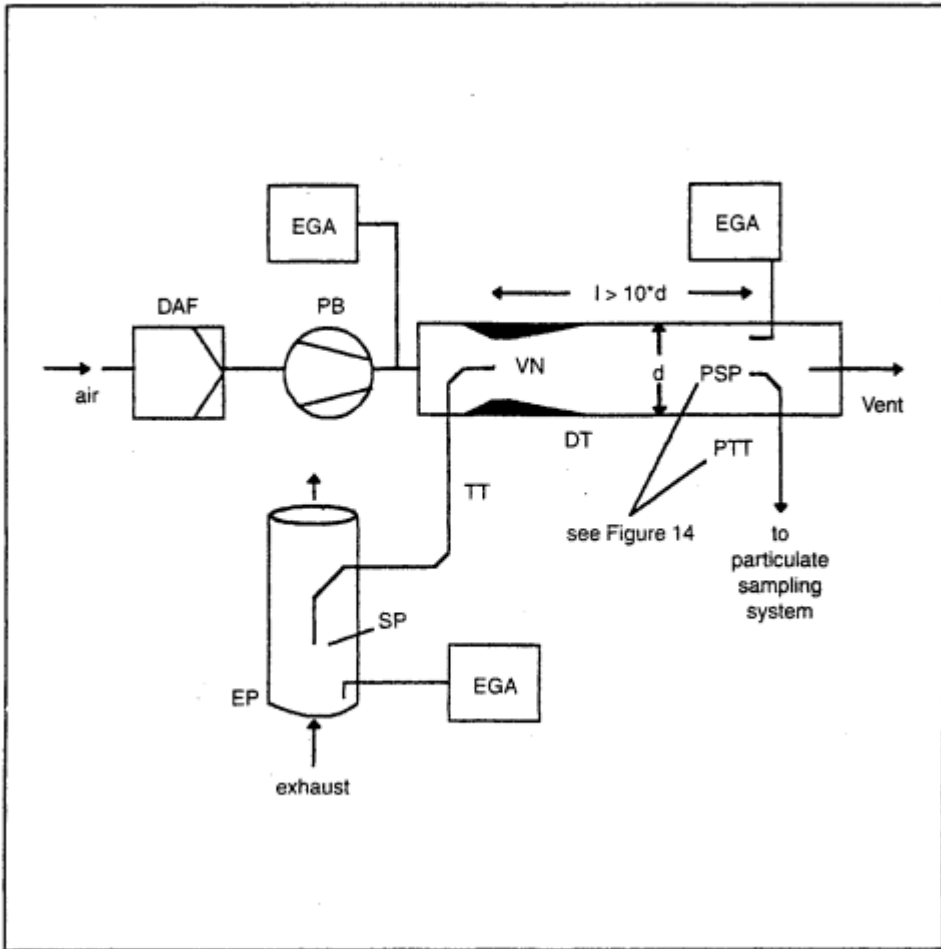 EGA
EGA
DAF
PB
l > 10*d
air
VN
d
PSP
Vent
DT
PTT
TT
see Figure 14
to
particulate
sampling
system
SP
EP
EGA
exhaust